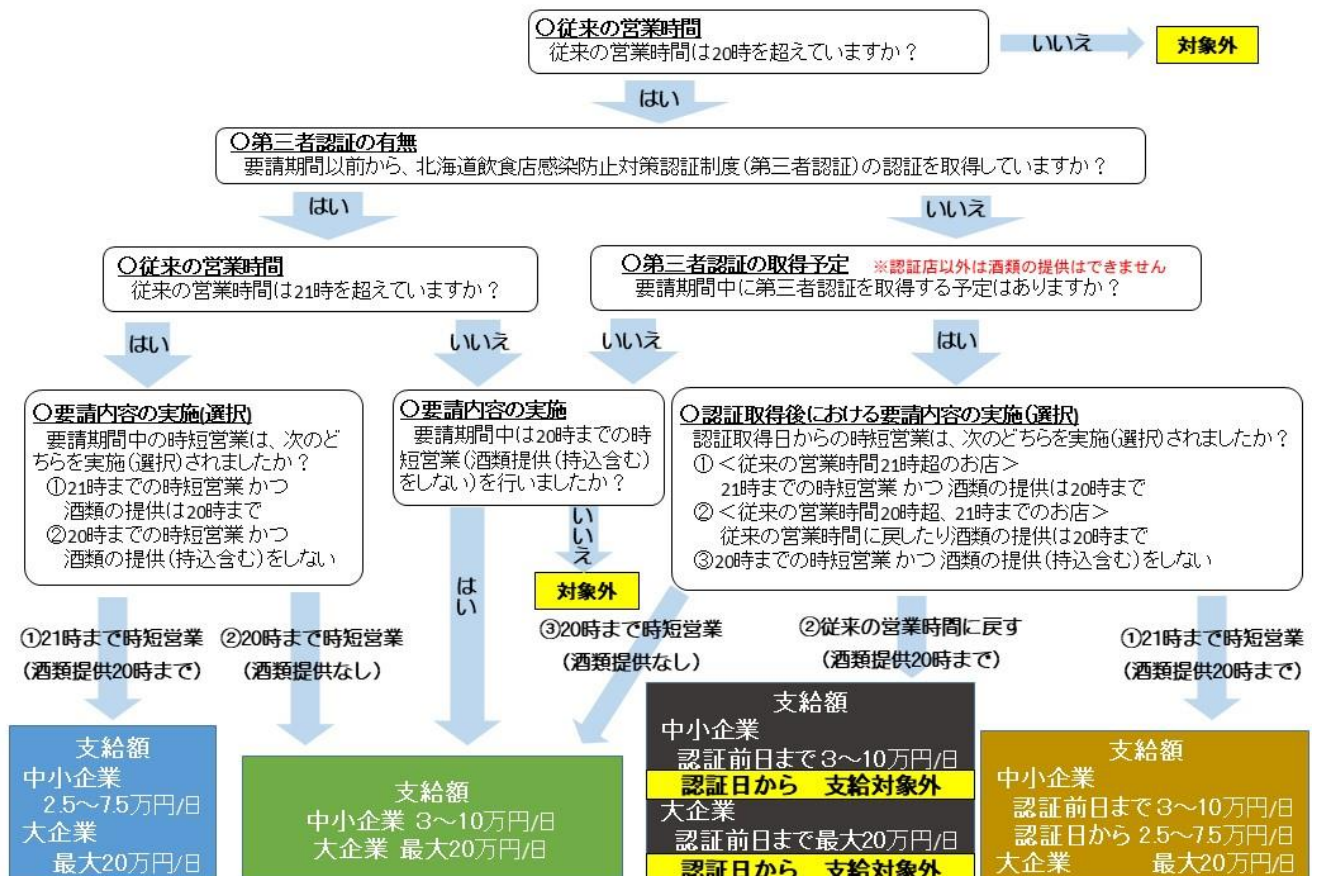 〇従来の営業時間
従来の営業時間は20時を超えていますか?
いいえ
対象外
はい
〇第三者認証の有無
要請期間以前から、北海道飲食店感染防止対策認証制度(第三者認証)の認証を取得していますか?
はい
いいえ
〇従来の営業時間
従来の営業時間は21時を超えていますか?
〇第三者認証の取得予定 ※認証店以外は酒類の提供はできません
要請期間中に第三者認証を取得する予定はありますか?
はい
いいえ
いいえ
はい
〇要請内容の実施(選択)
要請期間中の時短営業は、次のど
ちらを実施(選択)されましたか?
①21時までの時短営業 かつ
酒類の提供は20時まで
②20時までの時短営業 かつ
酒類の提供(持込含む)をしない
〇要請内容の実施
要請期間中は20時までの時
短営業(酒類提供(持込含む)
をしない)を行いましたか?
〇認証取得後における要請内容の実施(選択)
認証取得日からの時短営業は、次のどちらを実施(選択)されましたか?
①<従来の営業時間21時超のお店>
21時までの時短営業 かつ 酒類の提供は20時まで
②<従来の営業時間20時超、21時までのお店>
従来の営業時間に戻したり酒類の提供は20時まで
③20時までの時短営業 かつ 酒類の提供(持込含む)をしない
はい
いいえ
対象外
①21時まで時短営業
(酒類提供20時まで)
②20時まで時短営業
(酒類提供なし)
③20時まで時短営業
(酒類提供なし)
②従来の営業時間に戻す
(酒類提供20時まで)
①21時まで時短営業
(酒類提供20時まで)
支給額
中小企業
2.5~7.5万円/日
大企業
最大20万円/日
支給額
中小企業 3~10万円/日
大企業 最大20万円/日
支給額
中小企業
認証前日まで3~10万円/日
認証日から 支給対象外
大企業
認証前日まで最大20万円/日
認証日から 支給対象外
支給額
中小企業
認証前日まで3~10万円/日
認証日から 2.5~7.5万円/日
大企業 最大20万円/日